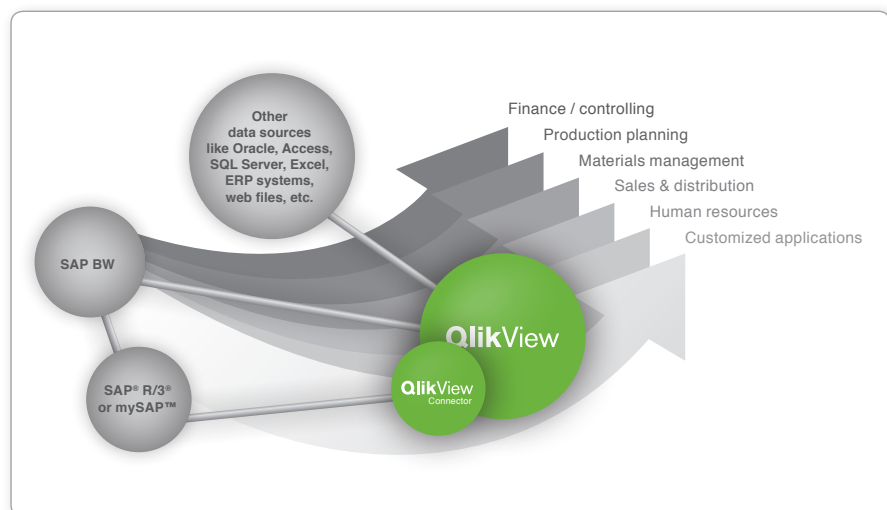 Other
data sources
like Oracle, Access,
SQL Server, Excel,
ERP systems,
web files, etc.
Finance / controlling
Production planning
Materials management
Sales & distribution
Human resources
Customized applications
SAP BW
QlikView
SAP® R/3®
or mySAP™
QlikView
Connector